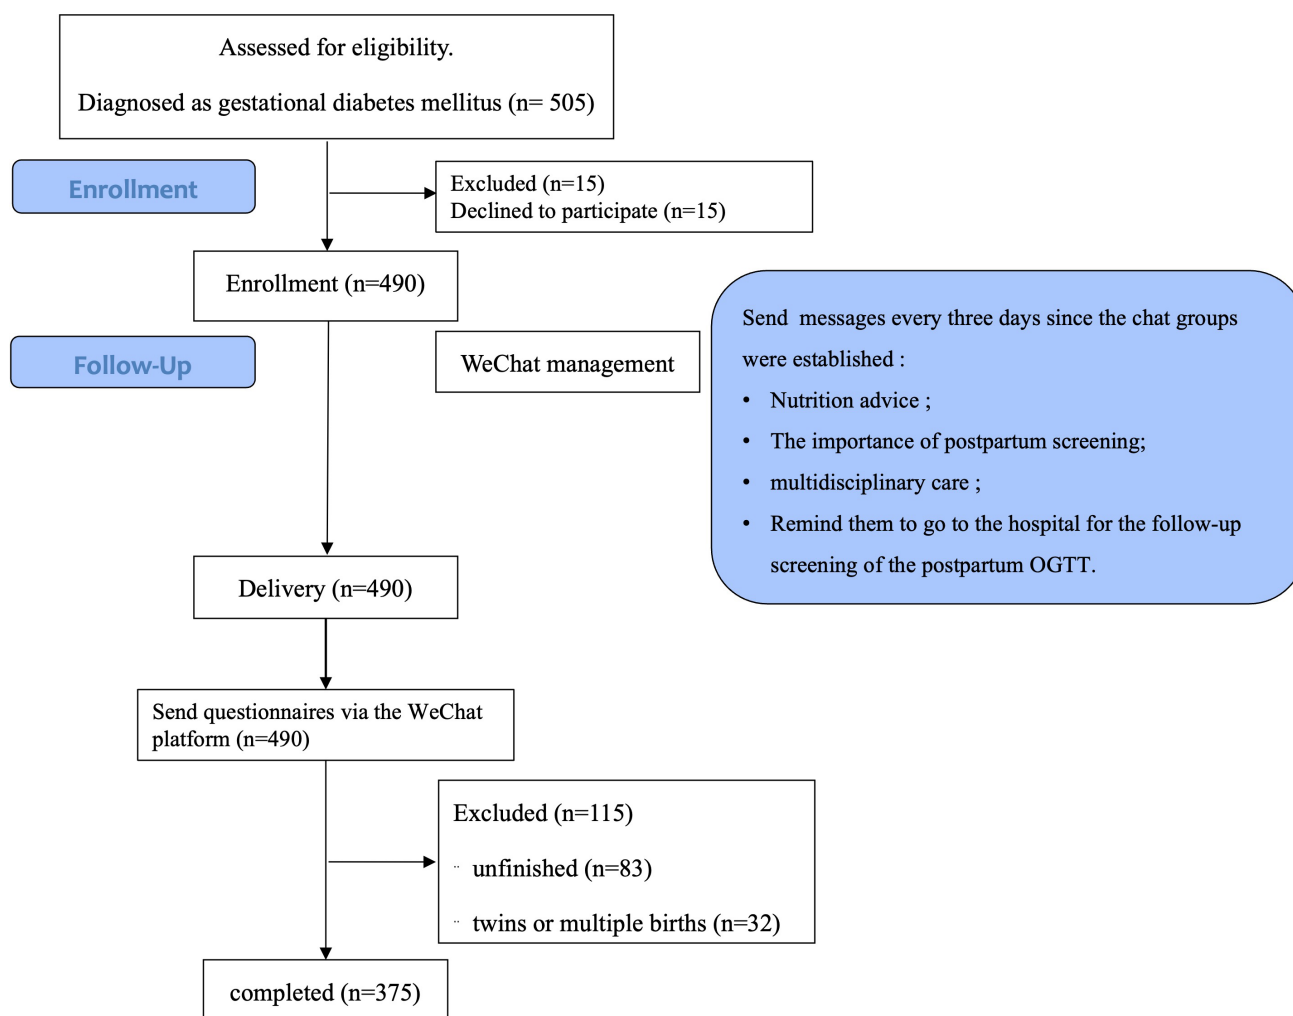 Assessed for eligibility.
Diagnosed as gestational diabetes mellitus (n= 505)
Enrollment
Excluded (n=15)
Declined to participate (n=15)
Enrollment (n=490)
Follow-Up
WeChat management
Send  messages every three days since the chat groups
were established :
• Nutrition advice ;
• The importance of postpartum screening;
• multidisciplinary care ;
• Remind them to go to the hospital for the follow-up
screening of the postpartum OGTT.
Delivery (n=490)
Send questionnaires via the WeChat
platform (n=490)
Excluded (n=115)
¨ unfinished (n=83)
¨ twins or multiple births (n=32)
completed (n=375)